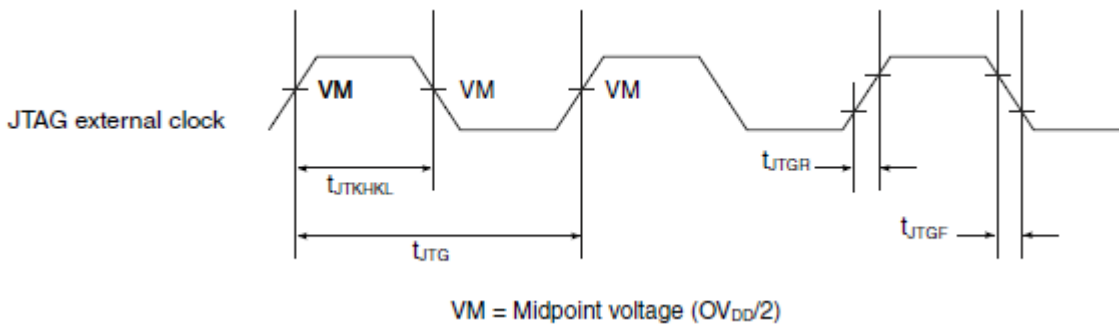 VM VM VM
JTAG external clock
tJTGR
tJTKHKL
tJTGF
tJTG
VM = Midpoint voltage (OVDD/2)